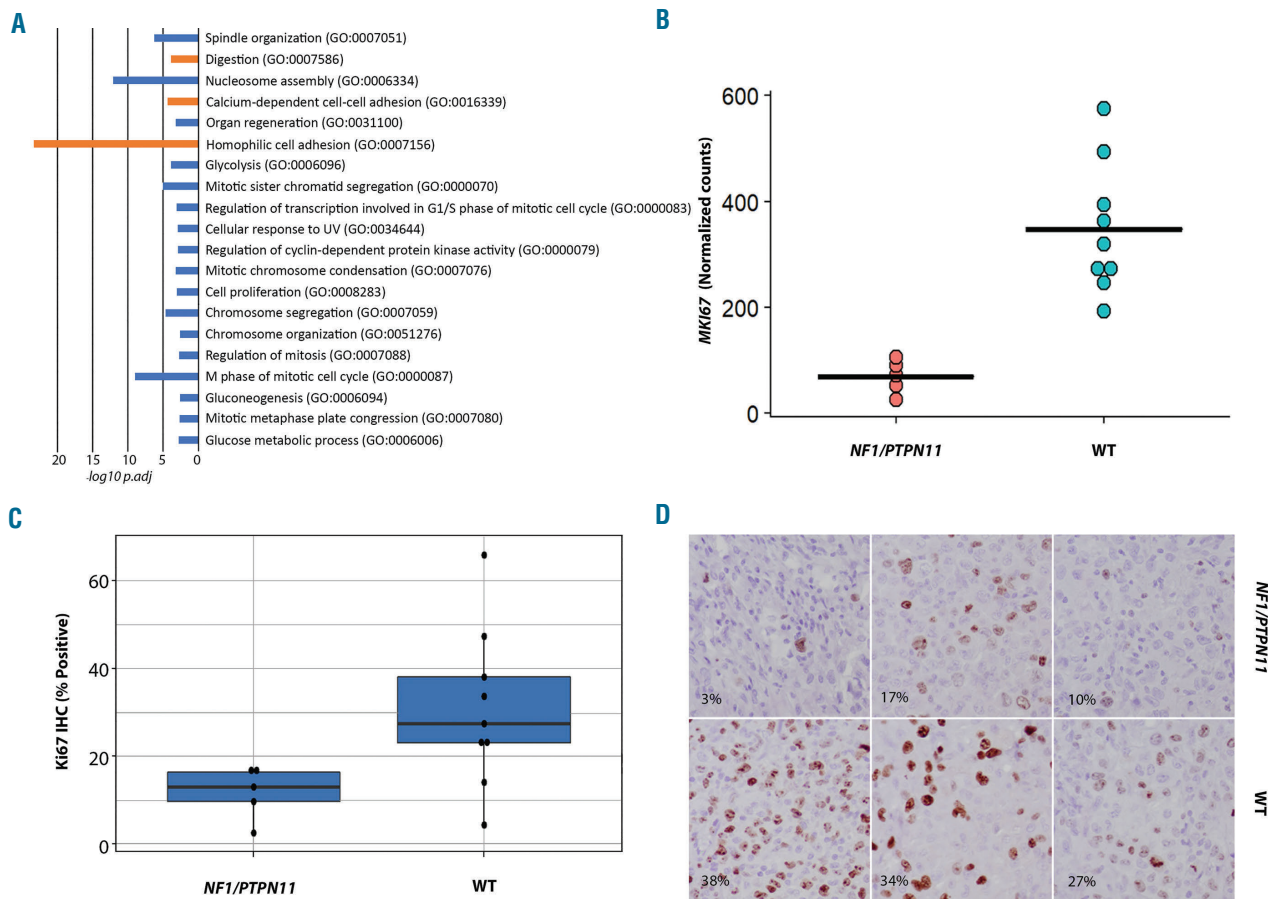 A
Spindle organization (GO:0007051)
Digestion (GO:0007586)
Nucleosome assembly (GO:0006334)
Calcium-dependent cell-cell adhesion (GO:0016339)
Organ regeneration (GO:0031100)
Homophilic cell adhesion (GO:0007156)
Glycolysis (GO:0006096)
Mitotic sister chromatid segregation (GO:0000070)
Regulation of transcription involved in G1/S phase of mitotic cell cycle (GO:0000083)
Cellular response to UV (GO:0034644)
Regulation of cyclin-dependent protein kinase activity (GO:0000079)
Mitotic chromosome condensation (GO:0007076)
Cell proliferation (GO:0008283)
Chromosome segregation (GO:0007059)
Chromosome organization (GO:0051276)
Regulation of mitosis (GO:0007088)
M phase of mitotic cell cycle (GO:0000087)
Gluconeogenesis (GO:0006094)
Mitotic metaphase plate congression (GO:0007080)
Glucose metabolic process (GO:0006006)
20 15 10 5 0
-log10 p.adj
B
MKI67 (Normalized counts)
600
400
200
0
NF1/PTPN11 WT
C
Ki67 IHC (% Positive)
60
40
20
0
NF1/PTPN11 WT
D
3% 17% 10%
NF1/PTPN11
38% 34% 27%
WT